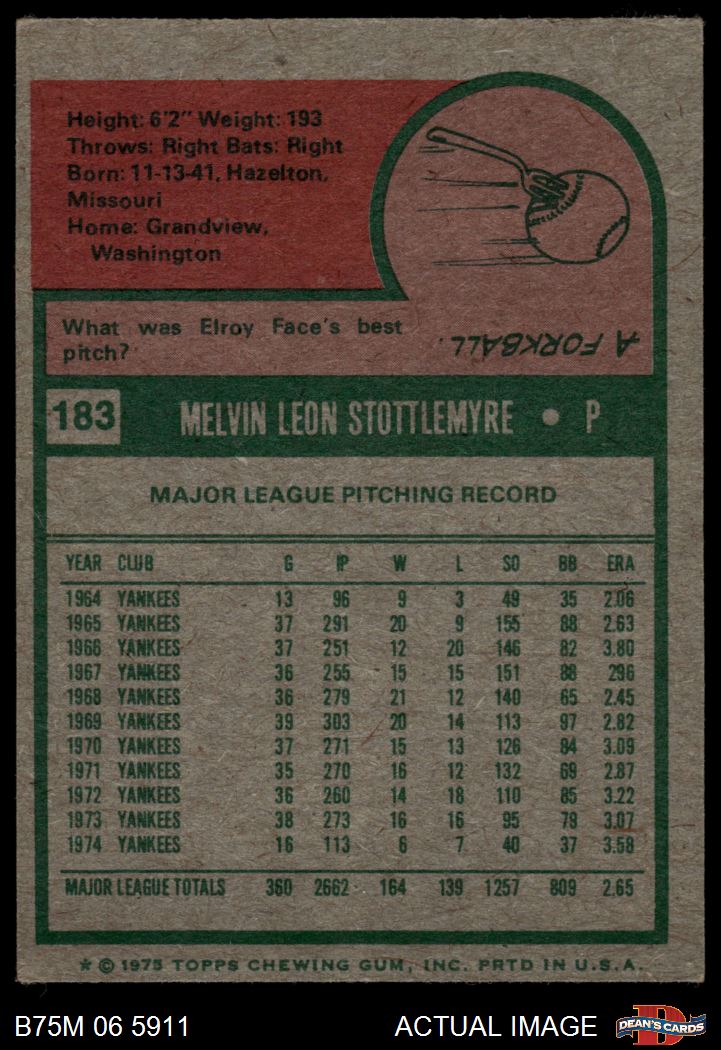 Height: 6'2" Weight: 193
Throws: Right Bats: Right
Born: 11-13-41, Hazelton,
Missouri
Home: Grandview,
Washington
What was Elroy Face's best
pitch?
A FORKBALL.
183 MELVIN LEON STOTTLEMYRE • P
MAJOR LEAGUE PITCHING RECORD
YEAR CLUB G IP W L SO BB ERA
1964 YANKEES 13 96 9 3 49 35 2.06
1965 YANKEES 37 291 20 9 155 88 2.63
1966 YANKEES 37 251 12 20 146 82 3.80
1967 YANKEES 36 255 15 15 151 88 296
1968 YANKEES 36 279 21 12 140 65 2.45
1969 YANKEES 39 303 20 14 113 97 2.82
1970 YANKEES 37 271 15 13 126 84 3.09
1971 YANKEES 35 270 16 12 132 69 2.87
1972 YANKEES 36 260 14 18 110 85 3.22
1973 YANKEES 38 273 16 16 95 79 3.07
1974 YANKEES 16 113 6 7 40 37 3.58
MAJOR LEAGUE TOTALS 360 2662 164 139 1257 809 2.65
* © 1975 TOPPS CHEWING GUM, INC. PRTD IN U.S.A.
B75M 06 5911 ACTUAL IMAGE D DEAN'S CARDS